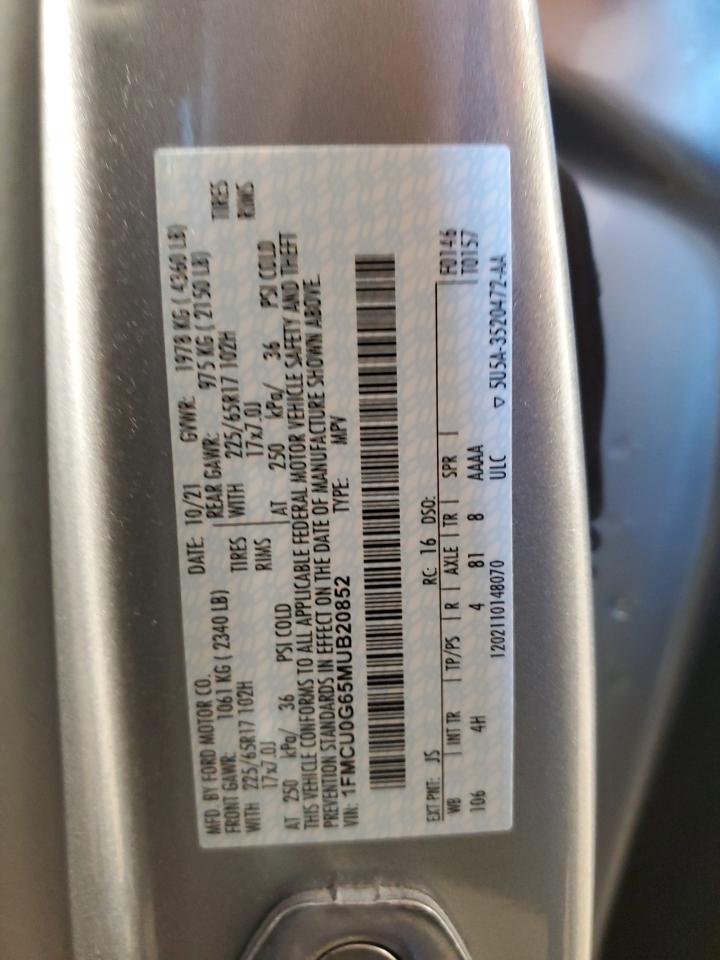 MFD. BY FORD MOTOR CO.
DATE: 10/21 GVWR: 1978 KG ( 4360 LB)
FRONT GAWR: 1061 KG ( 2340 LB) REAR GAWR: 975 KG ( 2150 LB)
WITH 225/65R17 102H TIRES WITH 225/65R17 102H TIRES
17x7.0J RIMS 17x7.0J RIMS
AT 250 kPa/ 36 PSI COLD AT 250 kPa/ 36 PSI COLD
THIS VEHICLE CONFORMS TO ALL APPLICABLE FEDERAL MOTOR VEHICLE SAFETY AND THEFT
PREVENTION STANDARDS IN EFFECT ON THE DATE OF MANUFACTURE SHOWN ABOVE.
VIN: 1FMCU0G65MUB20852 TYPE: MPV
EXT PNT: JS RC: 16 DSO: F0146
WB INT TR TP/PS R AXLE TR SPR T0157
106 4H 4 81 8 AAAA
1202110148070 ULC ▽ 5U5A-3520472-AA